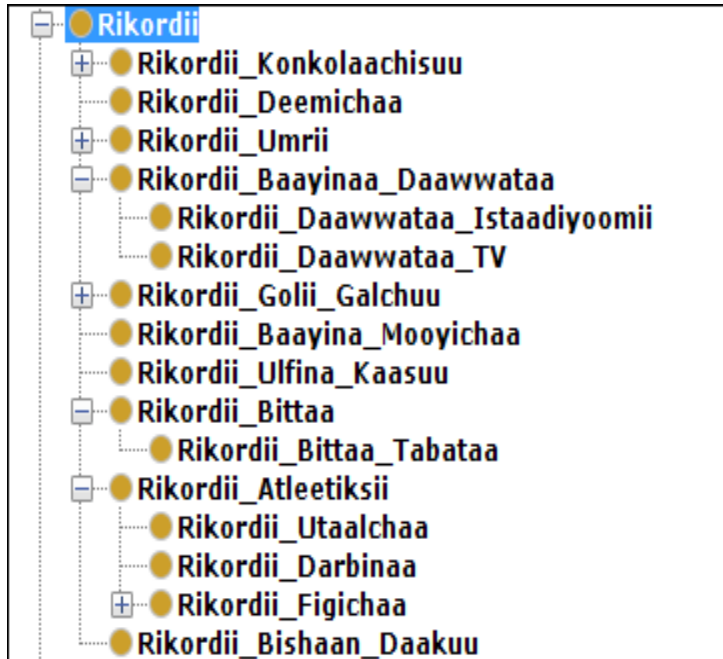 Rikordii
Rikordii_Konkolaachisuu
Rikordii_Deemichaa
Rikordii_Umrii
Rikordii_Baayinaa_Daawwataa
Rikordii_Daawwataa_Istaadiyoomii
Rikordii_Daawwataa_TV
Rikordii_Golii_Galchuu
Rikordii_Baayina_Mooyichaa
Rikordii_Ulfina_Kaasuu
Rikordii_Bittaa
Rikordii_Bittaa_Tabataa
Rikordii_Atleetiksii
Rikordii_Utaalchaa
Rikordii_Darbinaa
Rikordii_Figichaa
Rikordii_Bishaan_Daakuu